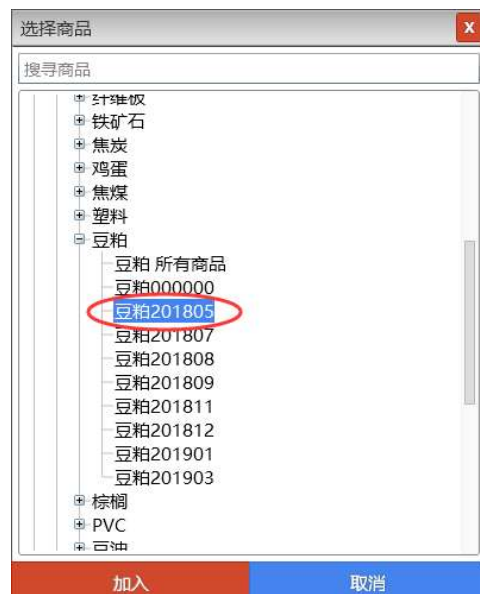 选择商品
x
搜寻商品
纤维板
铁矿石
焦炭
鸡蛋
焦煤
塑料
豆粕
豆粕 所有商品
豆粕000000
豆粕201805
豆粕201807
豆粕201808
豆粕201809
豆粕201811
豆粕201812
豆粕201901
豆粕201903
棕榈
PVC
豆油
加入 取消